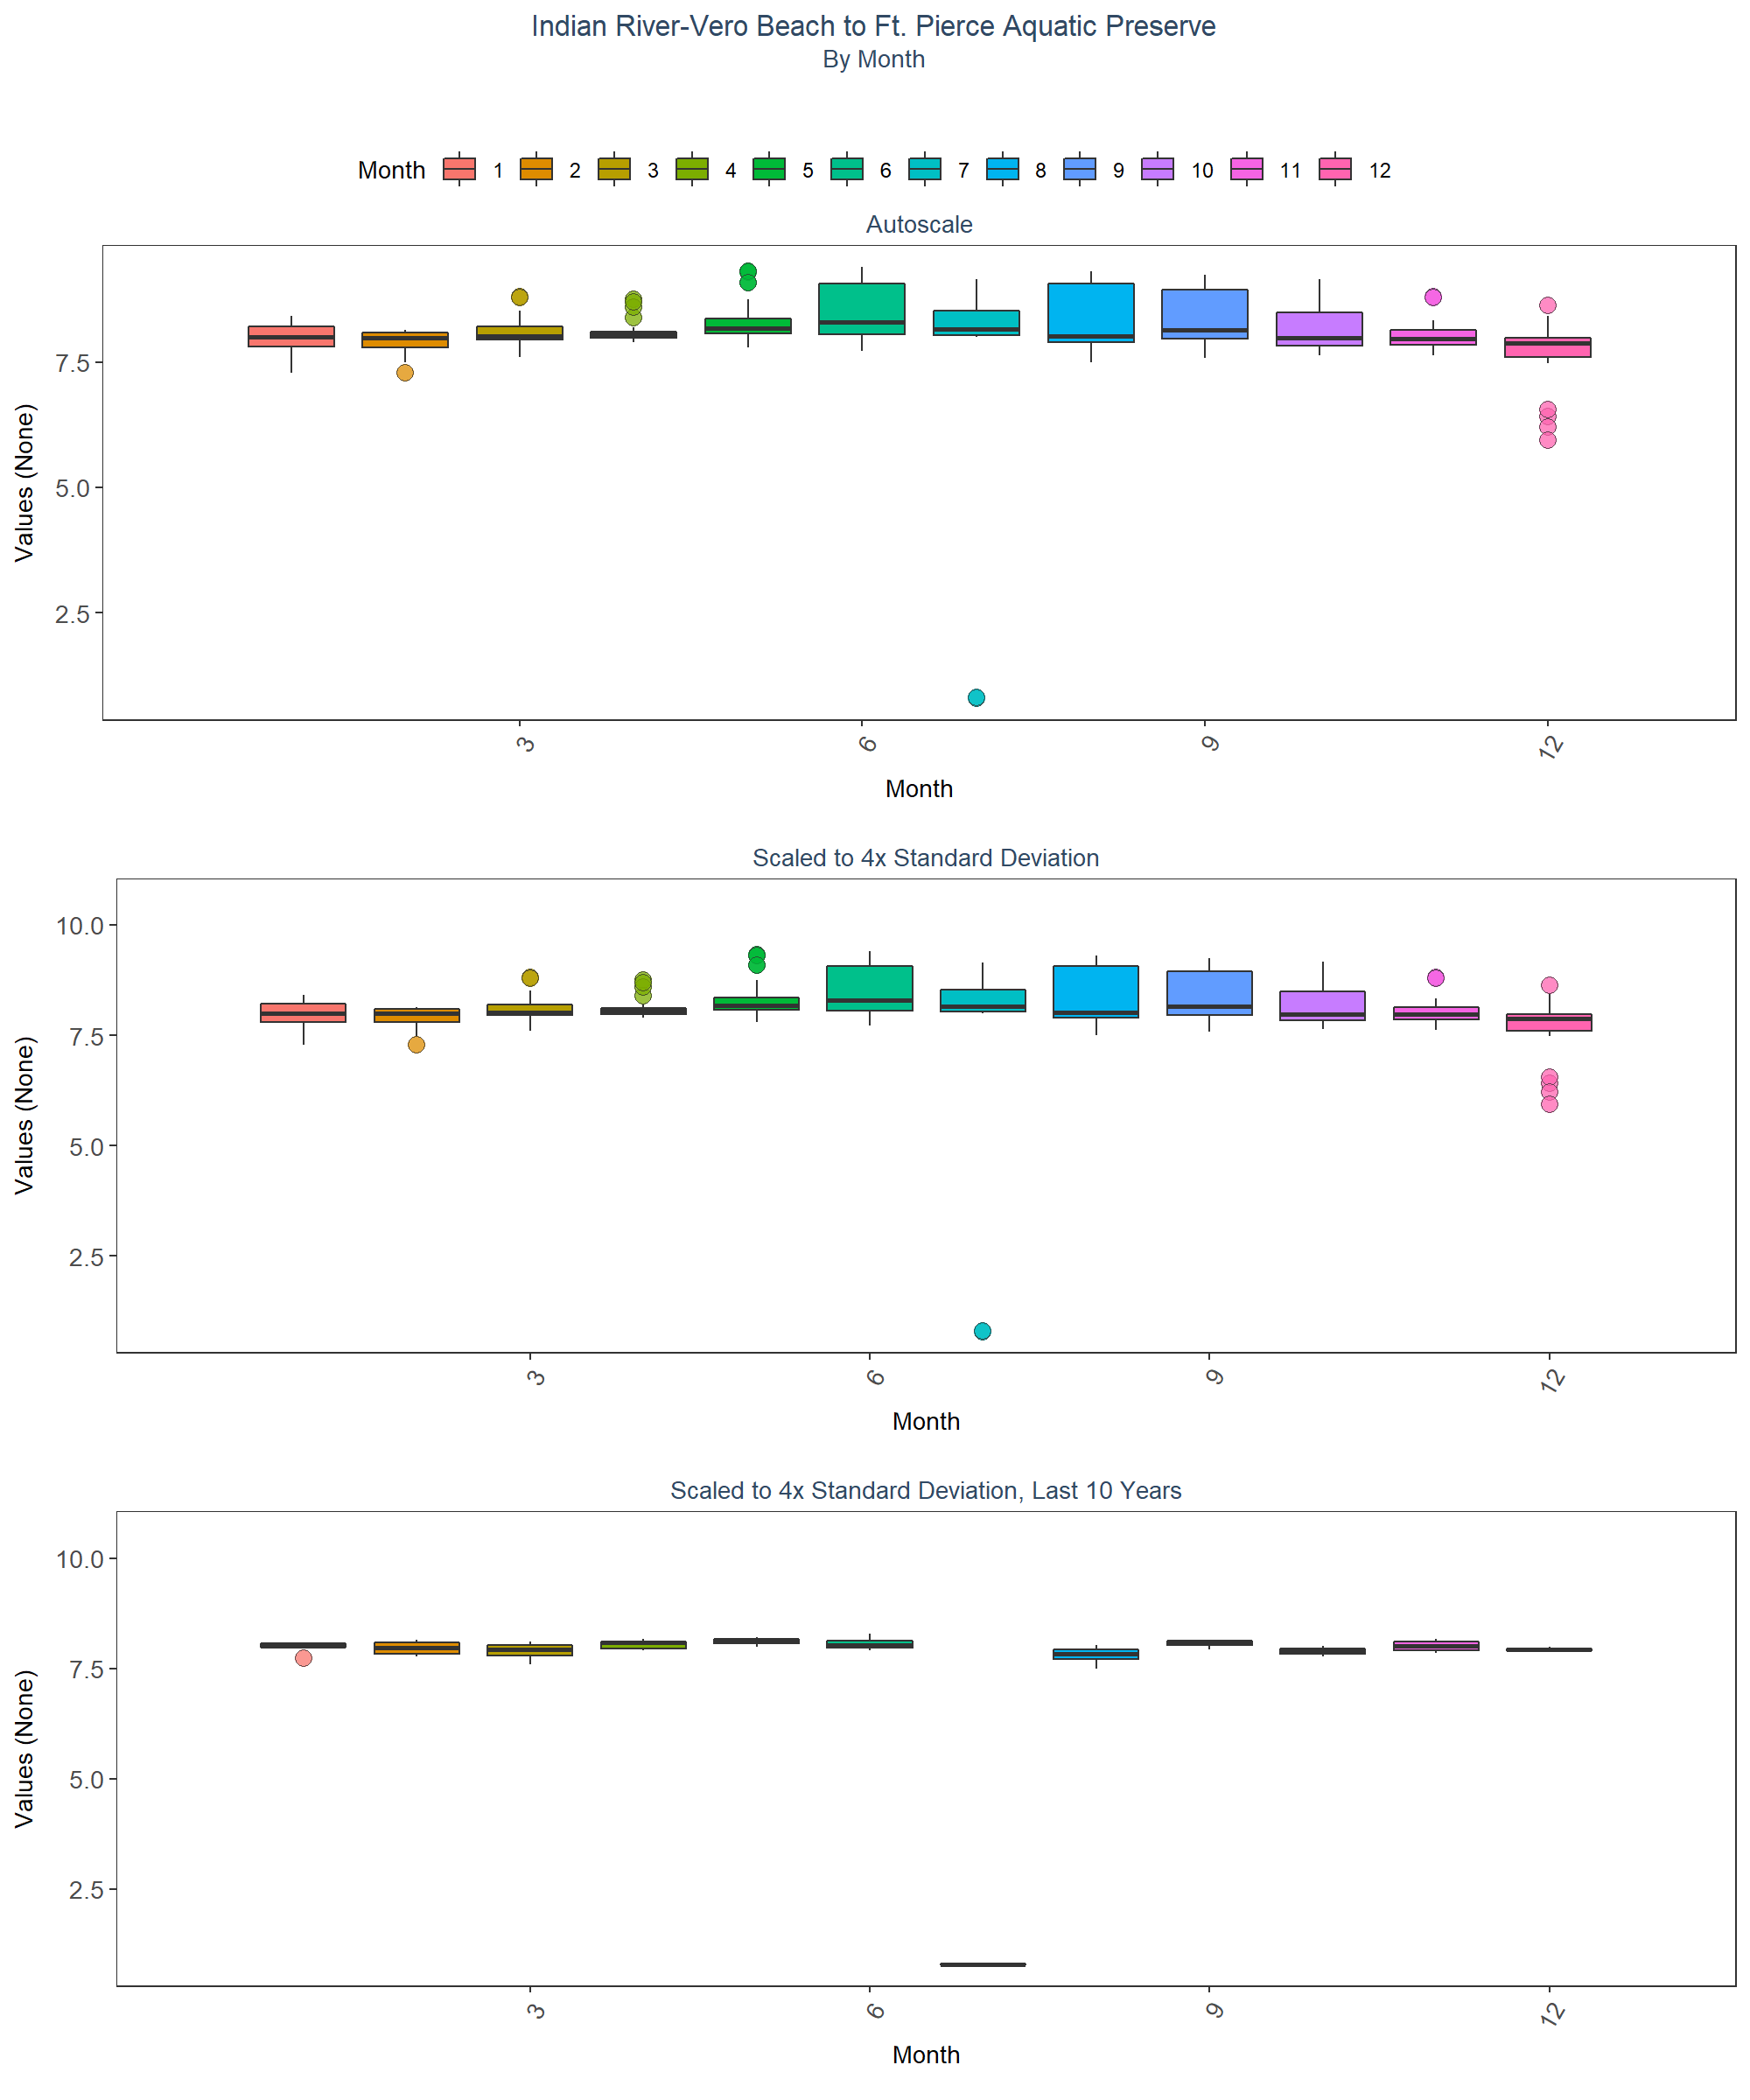 Indian River-Vero Beach to Ft. Pierce Aquatic Preserve
By Month
Month 1 2 3 4 5 6 7 8 9 10 11 12
Autoscale
Values (None)
7.5
5.0
2.5
3 6 9 12
Month
Scaled to 4x Standard Deviation
Values (None)
10.0
7.5
5.0
2.5
3 6 9 12
Month
Scaled to 4x Standard Deviation, Last 10 Years
Values (None)
10.0
7.5
5.0
2.5
3 6 9 12
Month